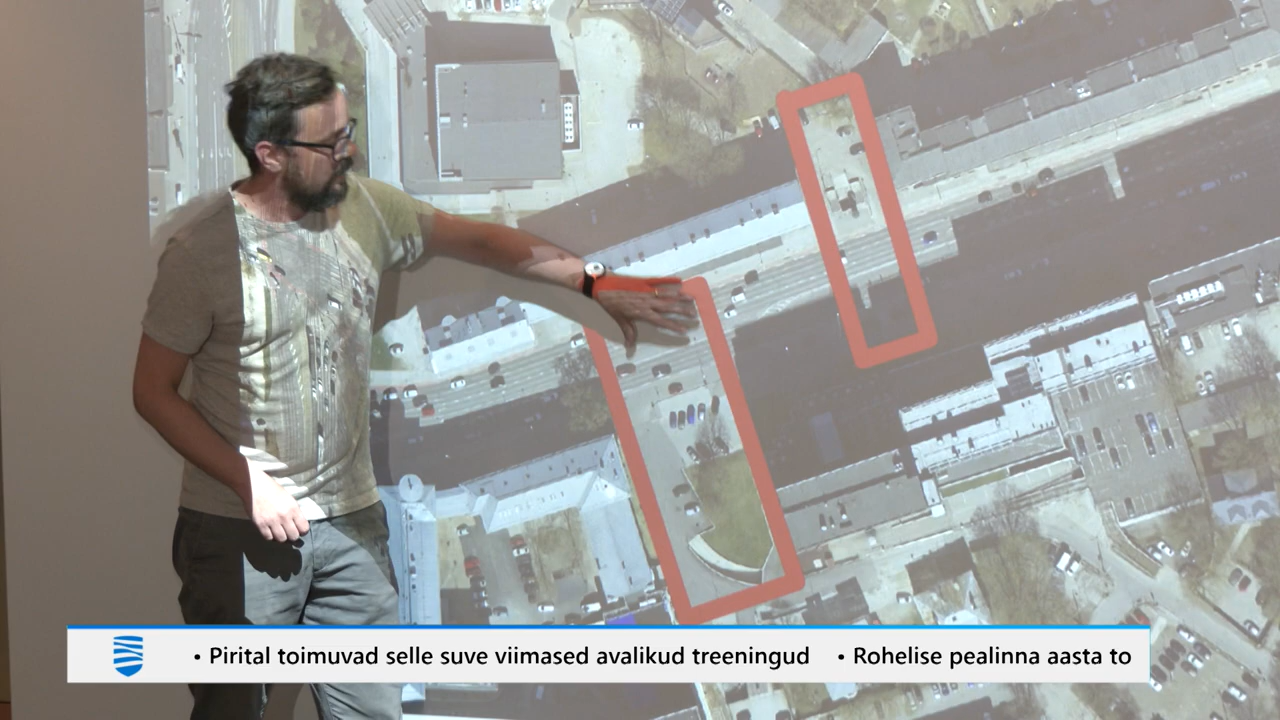 • Pirital toimuvad selle suve viimased avalikud treeningud • Rohelise pealinna aasta to